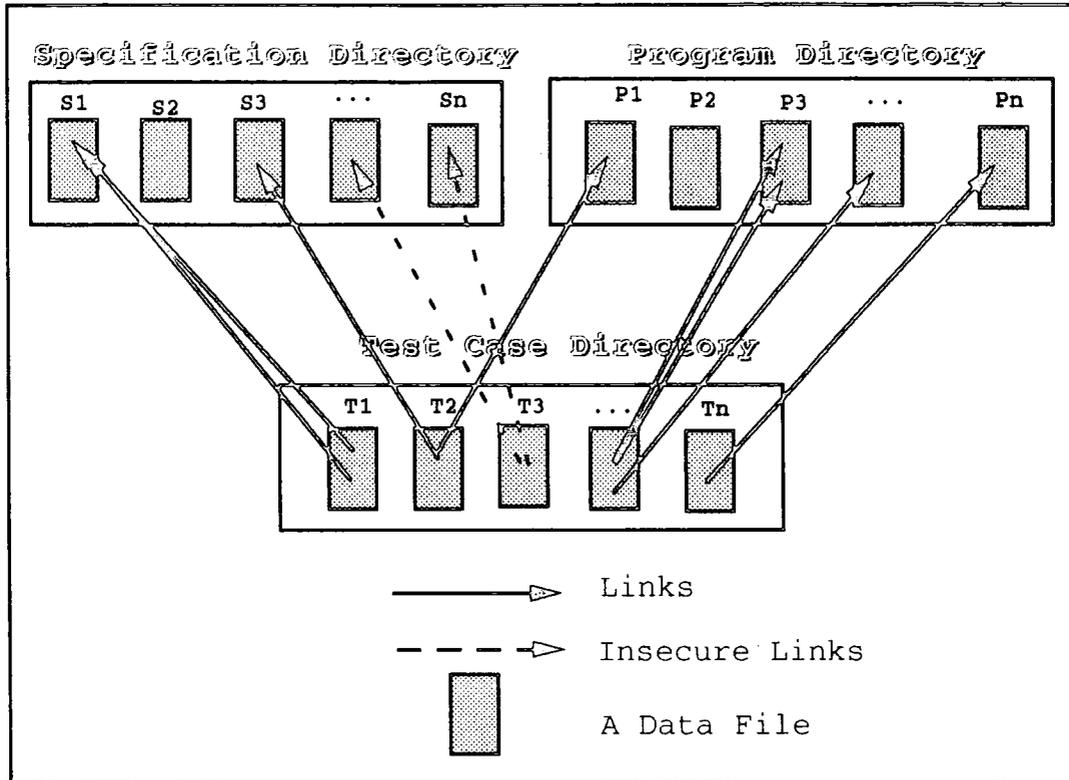 Specification Directory
Program Directory
S1 S2 S3 ... Sn
P1 P2 P3 ... Pn
Test Case Directory
T1 T2 T3 ... Tn
Links
Insecure Links
A Data File